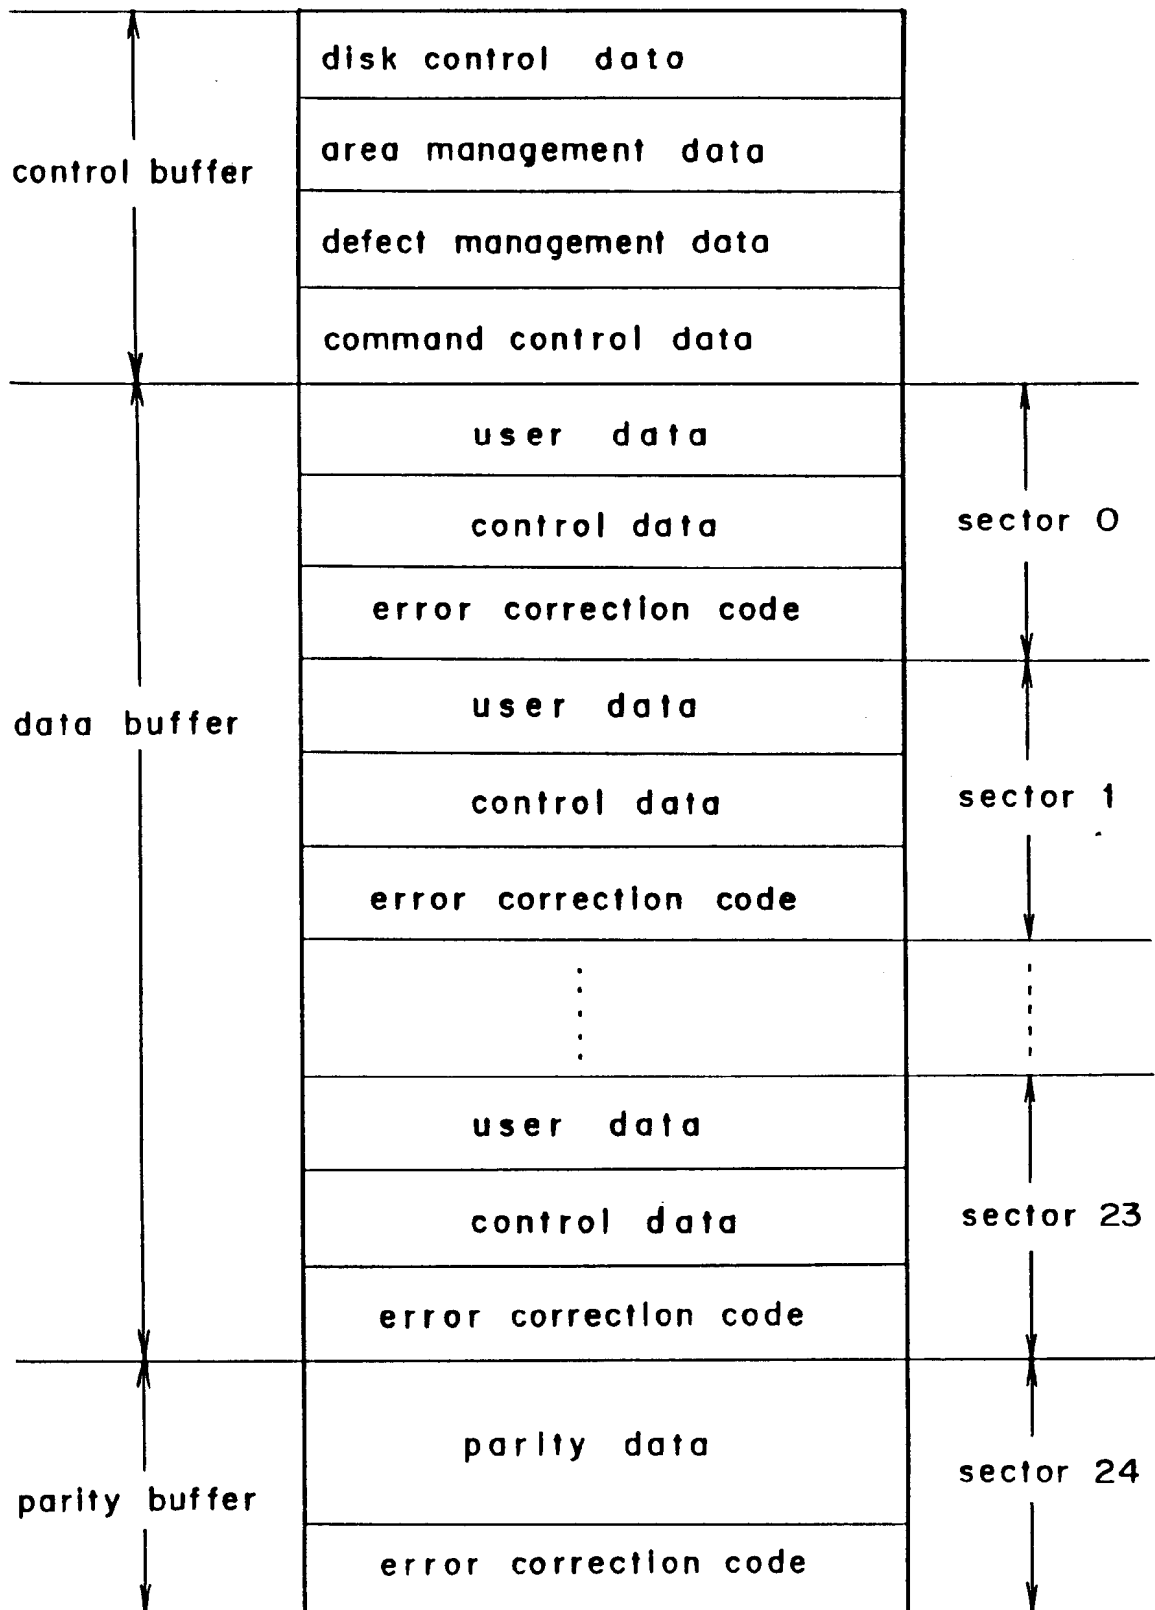 disk control data
area management data
control buffer
defect management data
command control data
user data
control data
sector 0
error correction code
user data
data buffer
control data
sector 1
error correction code
user data
control data
sector 23
error correction code
parity data
sector 24
parity buffer
error correction code